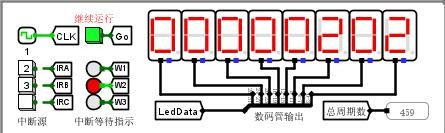 继续运行
CLK
Go
1
2 IRA W1
3 IRB W2
IRC W3
中断源
中断等待指示
00000202
LedData
数码管输出
总周期数 459